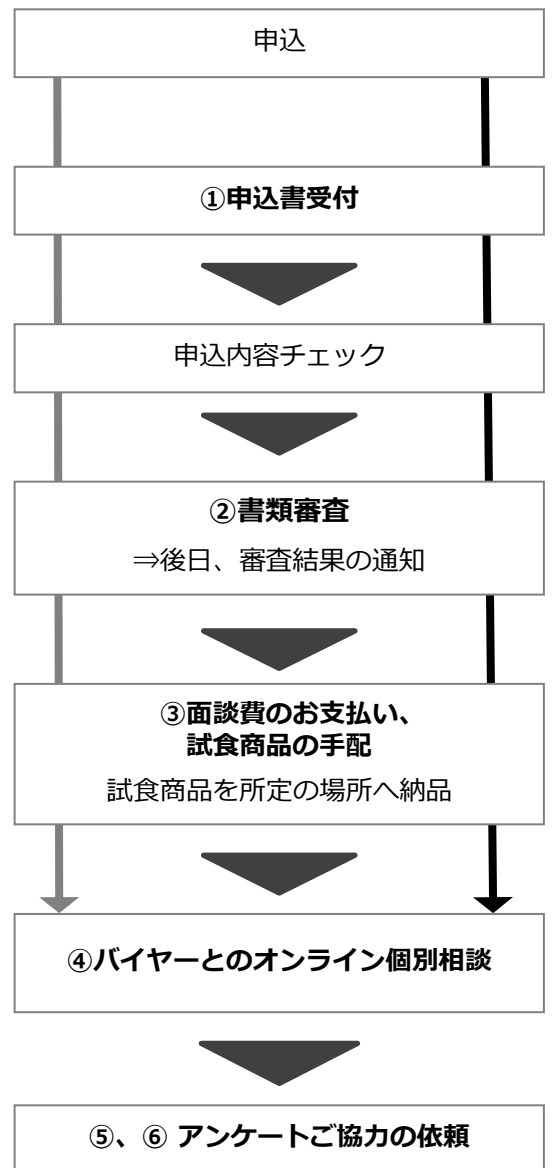 申込
①申込書受付
申込内容チェック
②書類審査
⇒後日、審査結果の通知
③面談費のお支払い、
試食商品の手配
試食商品を所定の場所へ納品
④バイヤーとのオンライン個別相談
⑤、⑥ アンケートご協力の依頼